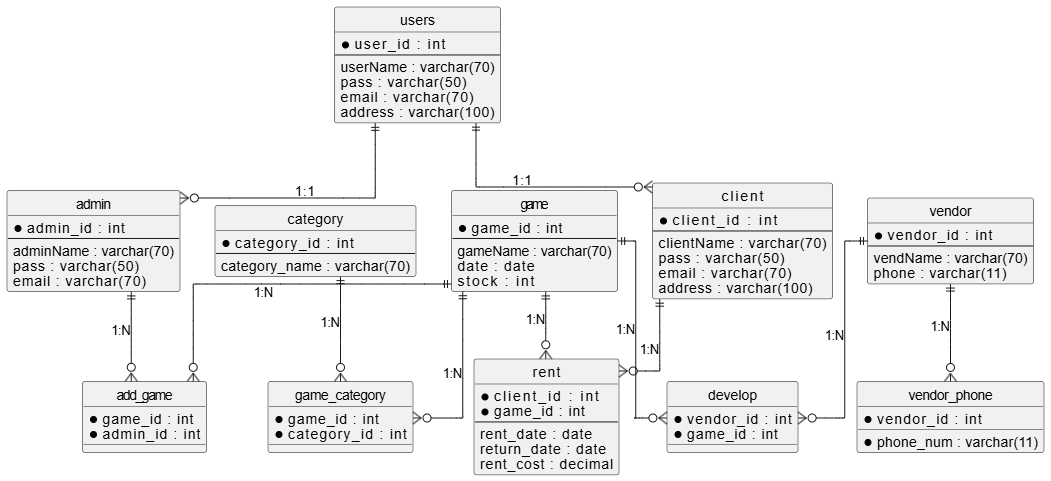 users
user_id : int
userName : varchar(70)
pass : varchar(50)
email : varchar(70)
address : varchar(100)
1:1
1:1
admin
admin_id : int
adminName : varchar(70)
pass : varchar(50)
email : varchar(70)
category
category_id : int
category_name : varchar(70)
game
game_id : int
gameName : varchar(70)
date : date
stock : int
client
client_id : int
clientName : varchar(70)
pass : varchar(50)
email : varchar(70)
address : varchar(100)
vendor
vendor_id : int
vendName : varchar(70)
phone : varchar(11)
1:N
1:N
1:N
1:N
1:N
1:N
1:N
1:N
1:N
1:N
add_game
game_id : int
admin_id : int
game_category
game_id : int
category_id : int
rent
client_id : int
game_id : int
rent_date : date
return_date : date
rent_cost : decimal
develop
vendor_id : int
game_id : int
vendor_phone
vendor_id : int
phone_num : varchar(11)